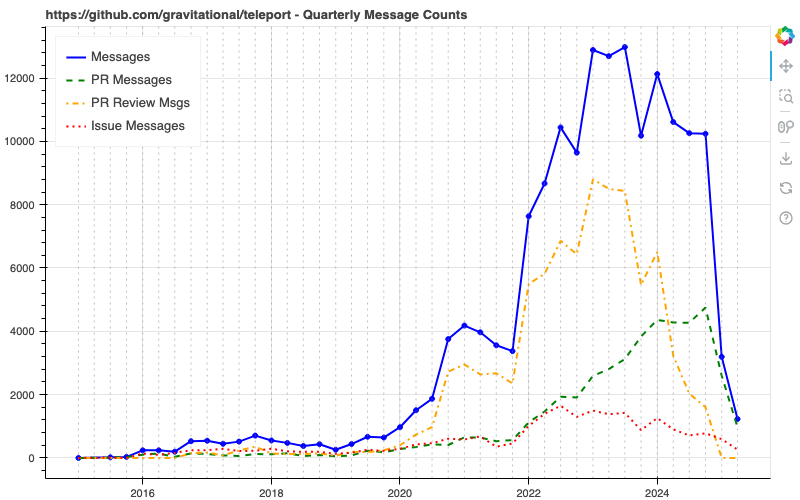 https://github.com/gravitational/teleport - Quarterly Message Counts
Messages
PR Messages
PR Review Msgs
Issue Messages
12000
10000
8000
6000
4000
2000
0
2016 2018 2020 2022 2024